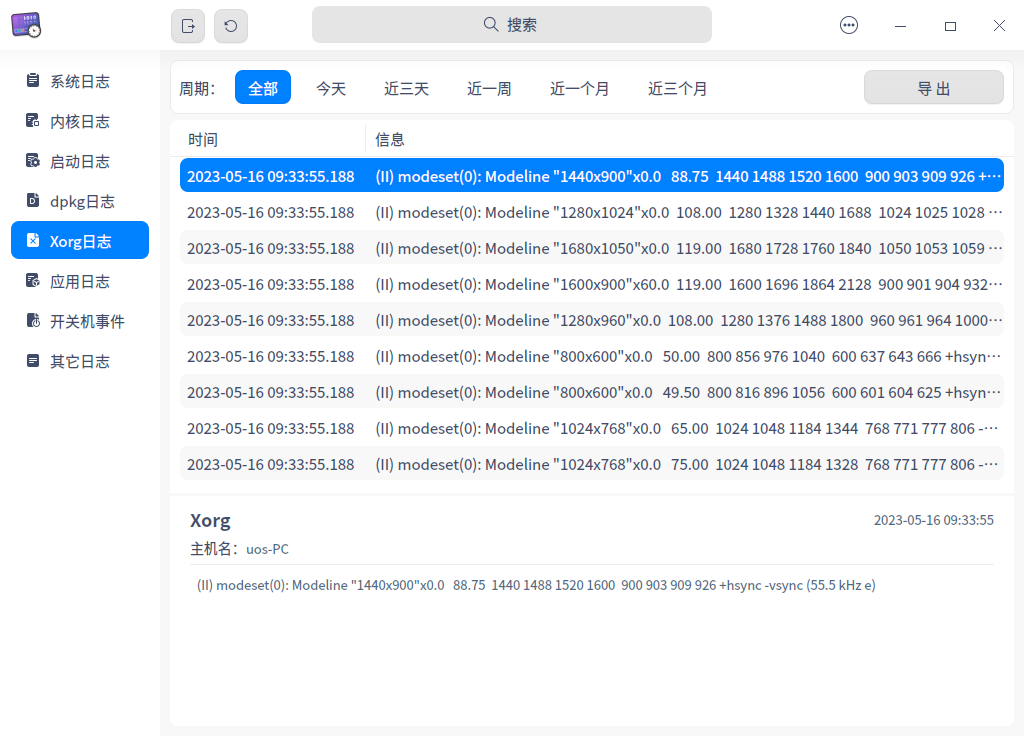 搜索
系统日志
内核日志
启动日志
dpkg日志
Xorg日志
应用日志
开关机事件
其它日志
周期： 全部 今天 近三天 近一周 近一个月 近三个月 导出
时间 信息
2023-05-16 09:33:55.188 (II) modeset(0): Modeline "1440x900"x0.0 88.75 1440 1488 1520 1600 900 903 909 926 +···
2023-05-16 09:33:55.188 (II) modeset(0): Modeline "1280x1024"x0.0 108.00 1280 1328 1440 1688 1024 1025 1028 ···
2023-05-16 09:33:55.188 (II) modeset(0): Modeline "1680x1050"x0.0 119.00 1680 1728 1760 1840 1050 1053 1059 ···
2023-05-16 09:33:55.188 (II) modeset(0): Modeline "1600x900"x60.0 119.00 1600 1696 1864 2128 900 901 904 932···
2023-05-16 09:33:55.188 (II) modeset(0): Modeline "1280x960"x0.0 108.00 1280 1376 1488 1800 960 961 964 1000···
2023-05-16 09:33:55.188 (II) modeset(0): Modeline "800x600"x0.0 50.00 800 856 976 1040 600 637 643 666 +hsyn···
2023-05-16 09:33:55.188 (II) modeset(0): Modeline "800x600"x0.0 49.50 800 816 896 1056 600 601 604 625 +hsyn···
2023-05-16 09:33:55.188 (II) modeset(0): Modeline "1024x768"x0.0 65.00 1024 1048 1184 1344 768 771 777 806 -···
2023-05-16 09:33:55.188 (II) modeset(0): Modeline "1024x768"x0.0 75.00 1024 1048 1184 1328 768 771 777 806 -···
Xorg 2023-05-16 09:33:55
主机名： uos-PC
(II) modeset(0): Modeline "1440x900"x0.0 88.75 1440 1488 1520 1600 900 903 909 926 +hsync -vsync (55.5 kHz e)